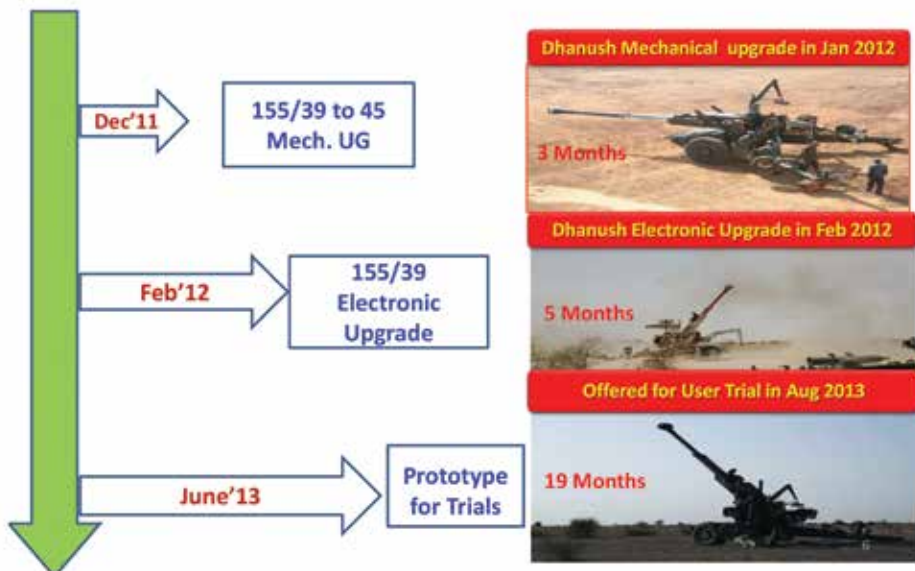 Dec'11
155/39 to 45
Mech. UG
Feb'12
155/39
Electronic
Upgrade
June'13
Prototype
for Trials
Dhanush Mechanical upgrade in Jan 2012
3 Months
Dhanush Electronic Upgrade in Feb 2012
5 Months
Offered for User Trial in Aug 2013
19 Months
6